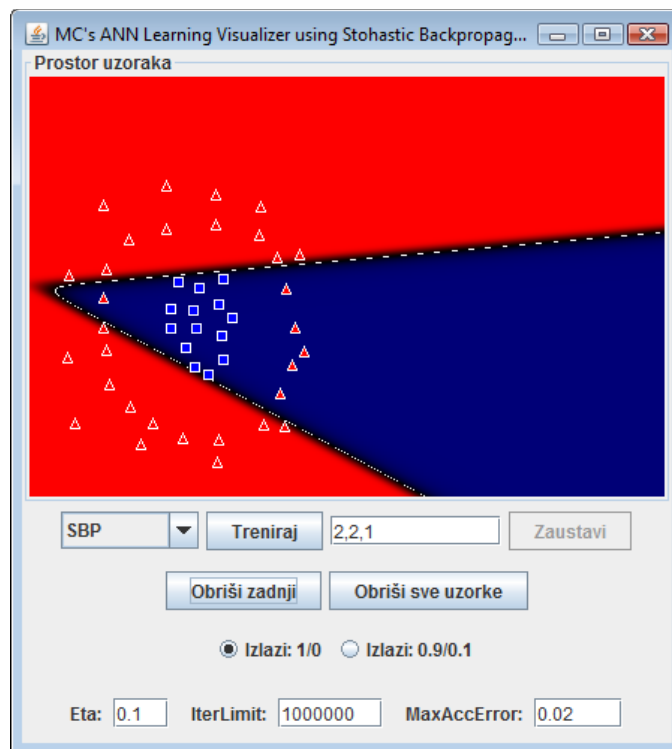 MC's ANN Learning Visualizer using Stohastic Backpropag...
Prostor uzoraka
SBP Treniraj 2,2,1 Zaustavi
Obriši zadnji Obriši sve uzorke
Izlazi: 1/0 Izlazi: 0.9/0.1
Eta: 0.1 IterLimit: 1000000 MaxAccError: 0.02